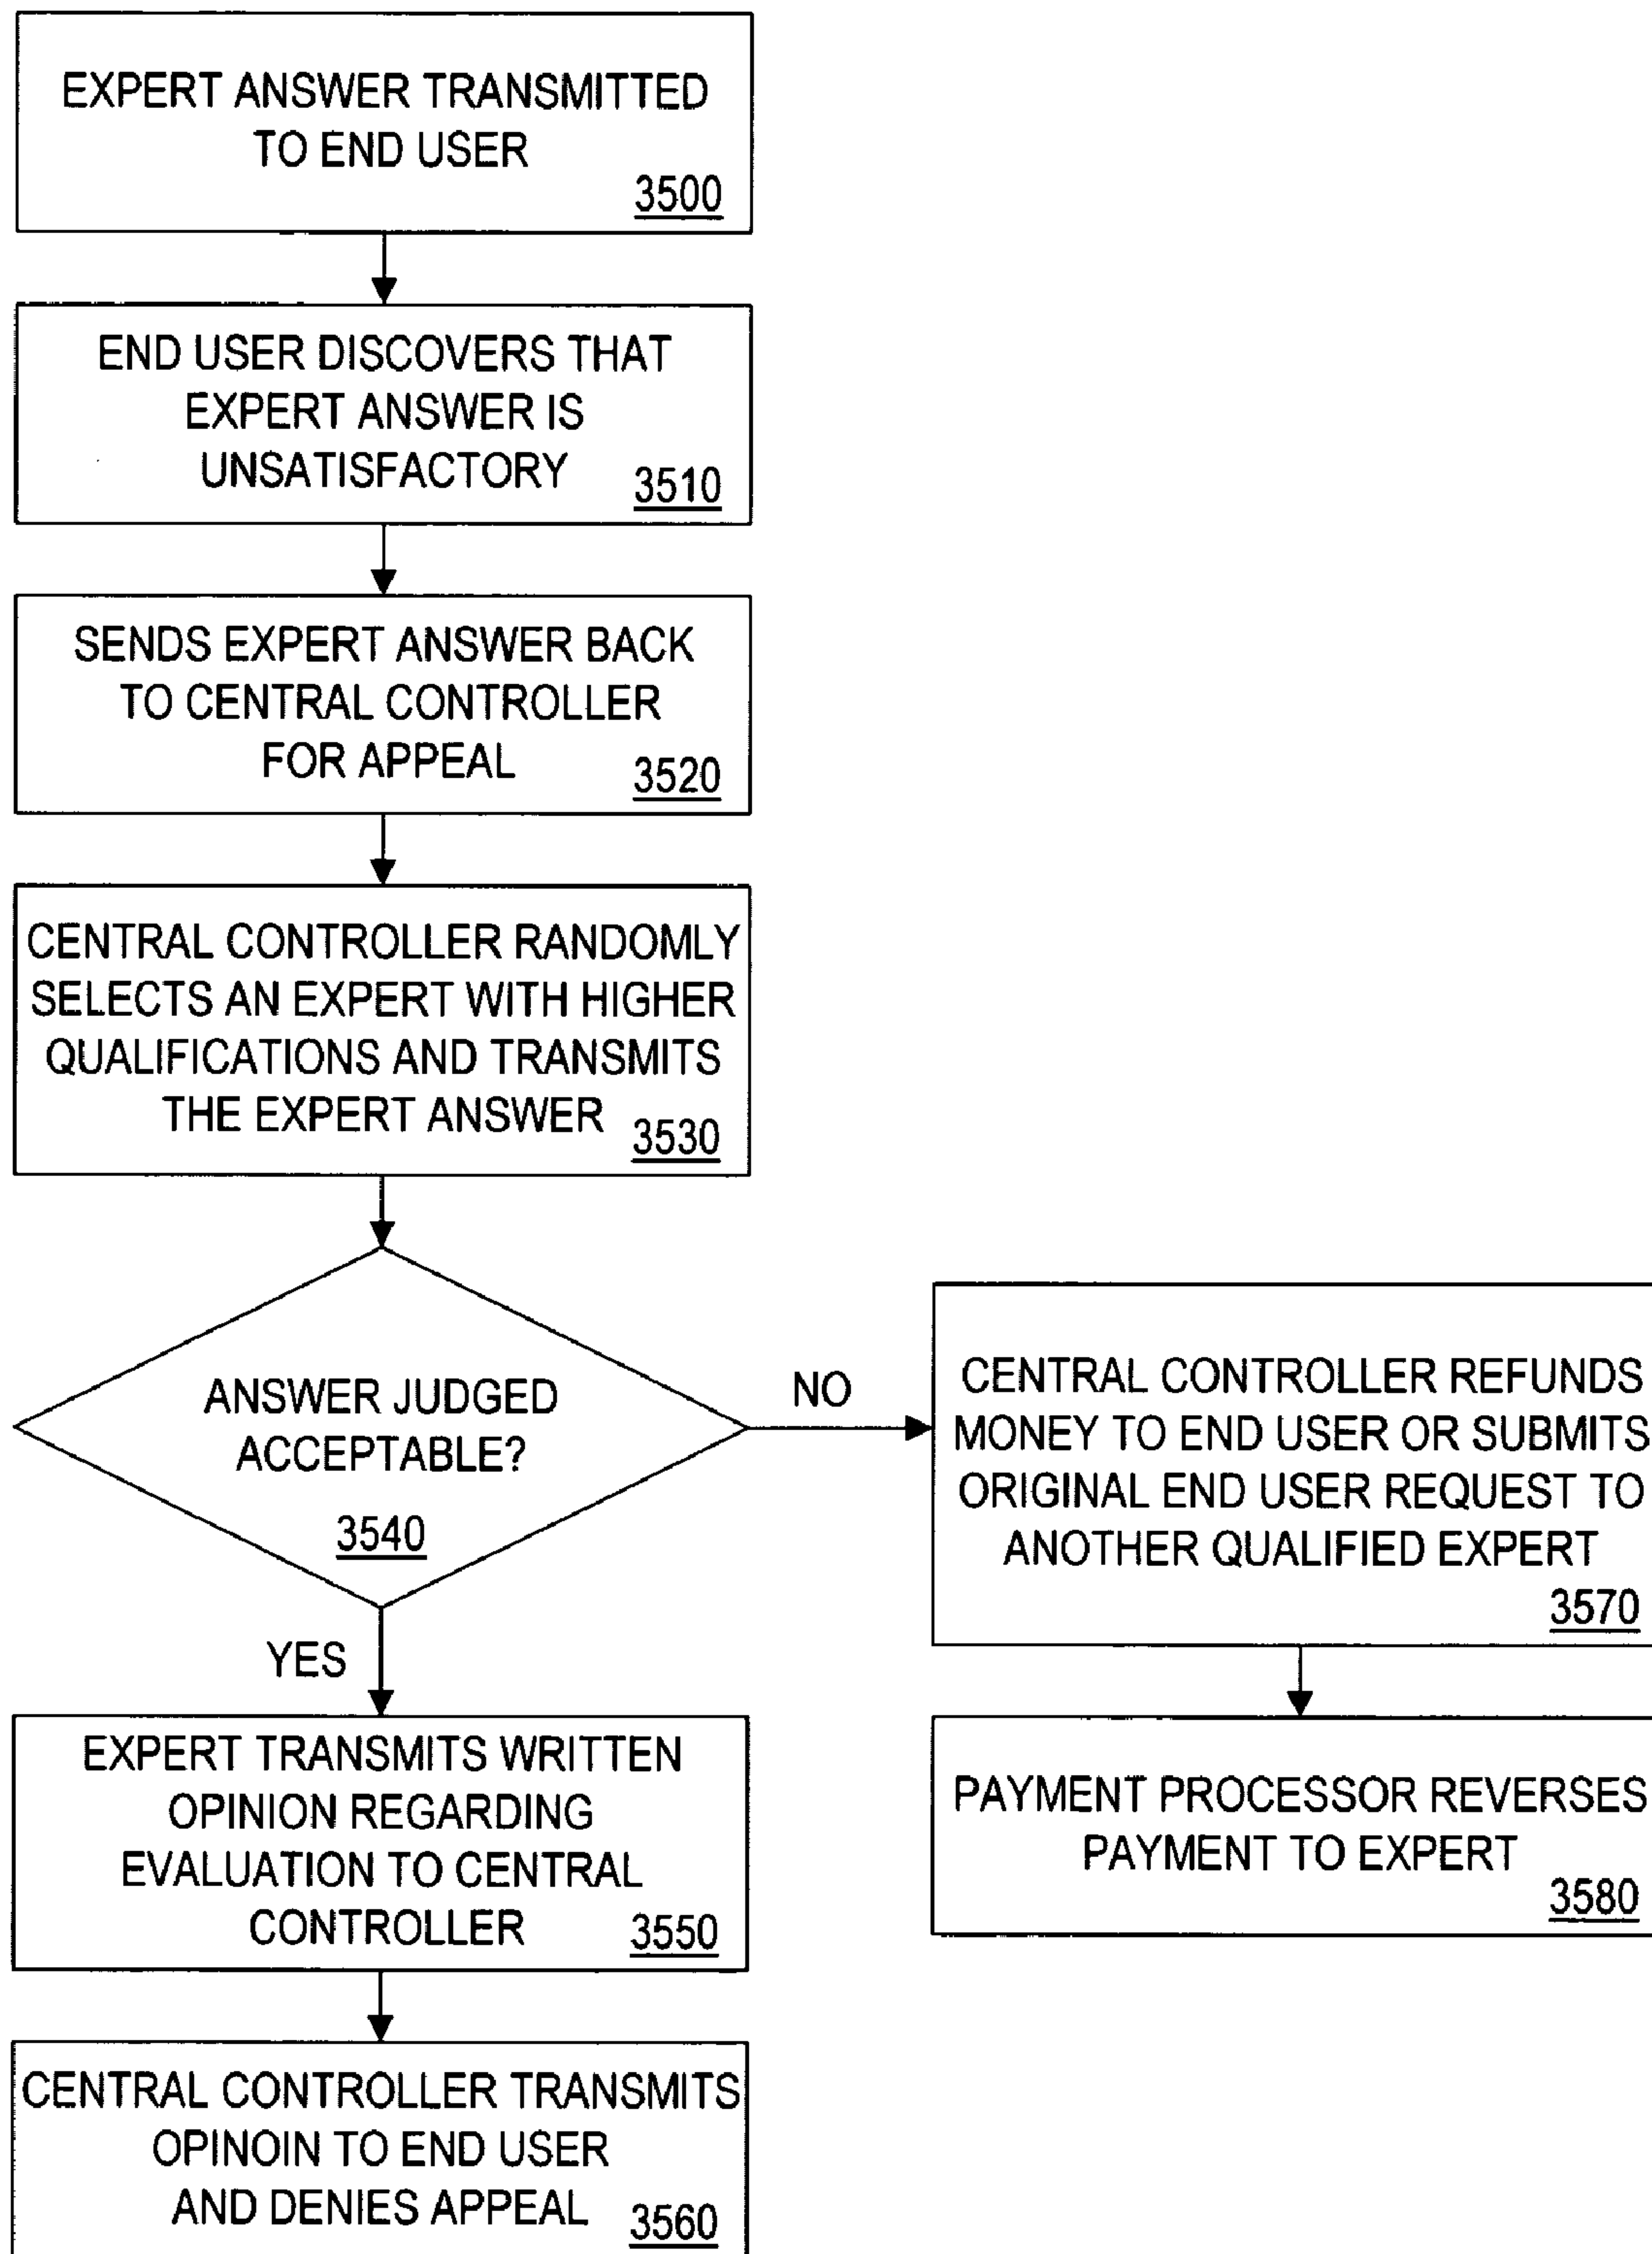 EXPERT ANSWER TRANSMITTED
TO END USER
3500
END USER DISCOVERS THAT
EXPERT ANSWER IS
UNSATISFACTORY
3510
SENDS EXPERT ANSWER BACK
TO CENTRAL CONTROLLER
FOR APPEAL
3520
CENTRAL CONTROLLER RANDOMLY
SELECTS AN EXPERT WITH HIGHER
QUALIFICATIONS AND TRANSMITS
THE EXPERT ANSWER
3530
ANSWER JUDGED
ACCEPTABLE?
3540
NO
CENTRAL CONTROLLER REFUNDS
MONEY TO END USER OR SUBMITS
ORIGINAL END USER REQUEST TO
ANOTHER QUALIFIED EXPERT
3570
YES
EXPERT TRANSMITS WRITTEN
OPINION REGARDING
EVALUATION TO CENTRAL
CONTROLLER
3550
PAYMENT PROCESSOR REVERSES
PAYMENT TO EXPERT
3580
CENTRAL CONTROLLER TRANSMITS
OPINOIN TO END USER
AND DENIES APPEAL
3560